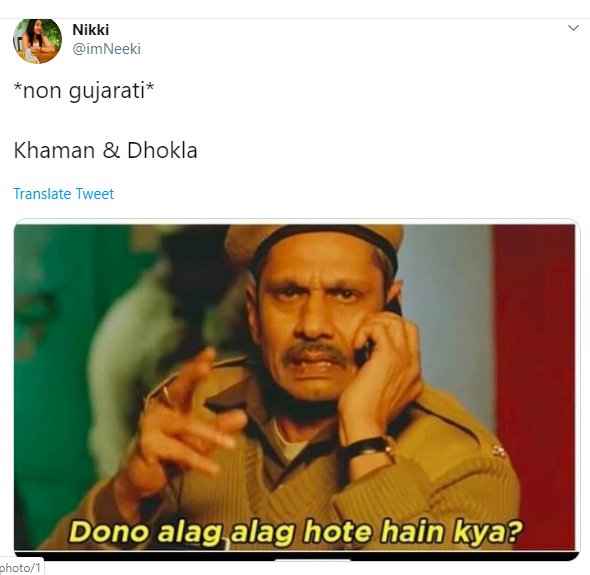 Nikki
@imNeeki
*non gujarati*
Khaman & Dhokla
Translate Tweet
Dono alag alag hote hain kya?
photo/1